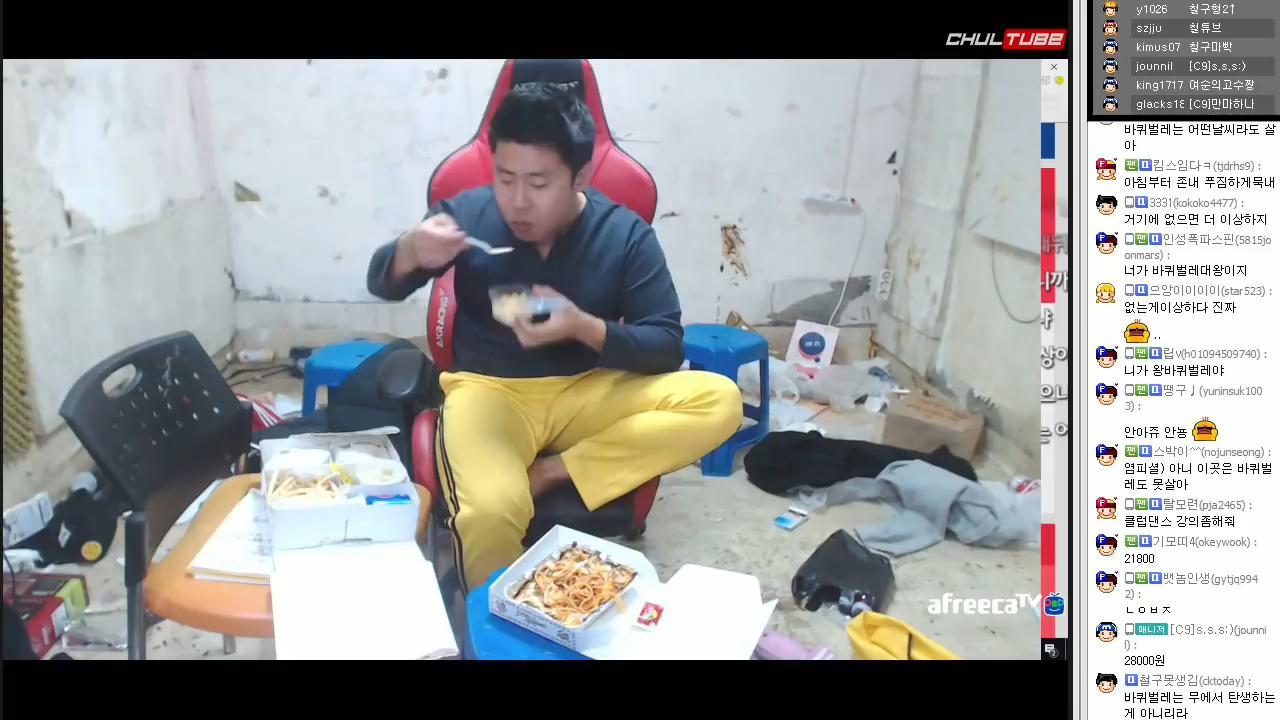 CHULTUBE
AKRACING
AKRACING
afreecaTV
y1026 철구형2↑
szjju 철튜브
kimus07 철구마빡
jounnil [C9]s,s,s:)
king1717 여순의고수짱
glacks18 [C9]만마하나
바퀴벌레는 어떤날씨라도 살
아
팬 킴스임다ㅋ(tjdrhs9) :
아침부터 존내 푸짐하게묵내
3331(kokoko4477) :
거기에 없으면 더 이상하지
팬 인성폭파스핀(5815jo
onmars) :
너가 바퀴벌레대왕이지
으양이이이이(star523) :
없는게이상하다 진짜
..
팬 럽√(h01094509740) :
니가 왕바퀴벌레야
팬 땡구♩(yuninsuk100
3) :
안아쥬 안뇽
팬 스박이^^(nojunseong) :
염피셜) 아니 이곳은 바퀴벌
레도 못살아
팬 탈모련(pja2465) :
클럽댄스 강의좀해줘
팬 기모띠4(okeywook) :
21800
팬 뱃놈인생(gytjq994
2) :
ㄴㅇㅂㅈ
매니저 [C9]s.s.s:')(jounni
l) :
28000원
철구못생김(cktoday) :
바퀴벌레는 무에서 탄생하는
게 아니리라